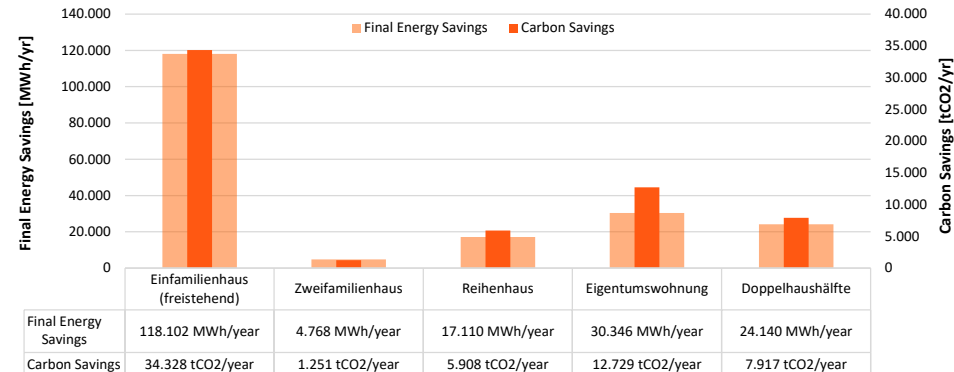 Final Energy Savings Carbon Savings
Final Energy Savings [MWh/yr]
140.000
120.000
100.000
80.000
60.000
40.000
20.000
0
Carbon Savings [tCO2/yr]
40.000
35.000
30.000
25.000
20.000
15.000
10.000
5.000
0
Einfamilienhaus
(freistehend)
Zweifamilienhaus
Reihenhaus
Eigentumswohnung
Doppelhaushälfte
Final Energy
Savings
118.102 MWh/year 4.768 MWh/year 17.110 MWh/year 30.346 MWh/year 24.140 MWh/year
Carbon Savings 34.328 tCO2/year 1.251 tCO2/year 5.908 tCO2/year 12.729 tCO2/year 7.917 tCO2/year